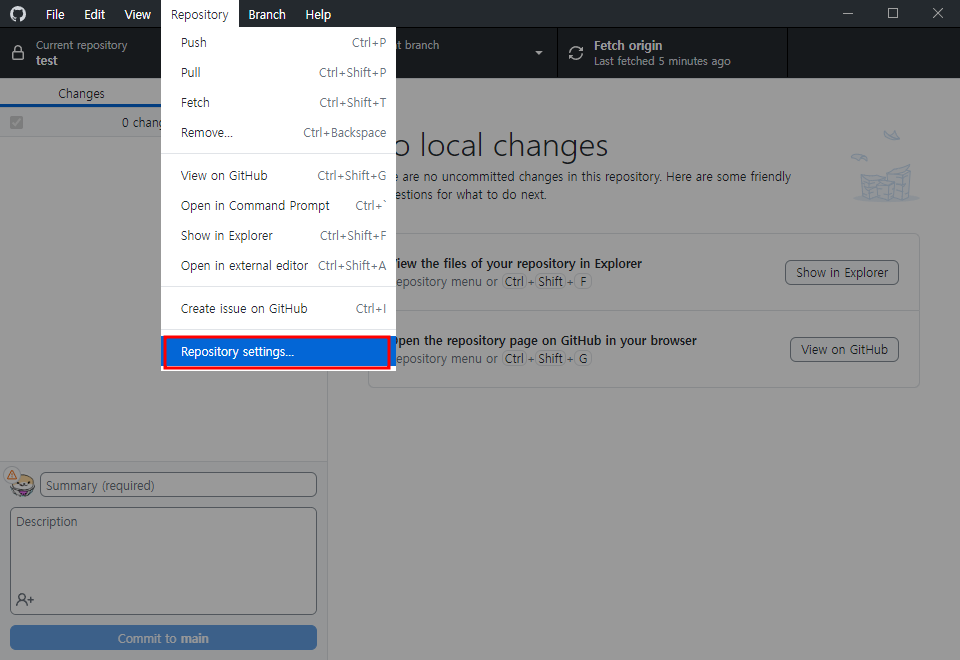 File Edit View Repository Branch Help
Current repository
test
t branch
Fetch origin
Last fetched 5 minutes ago
Push Ctrl+P
Pull Ctrl+Shift+P
Fetch Ctrl+Shift+T
Remove... Ctrl+Backspace
View on GitHub Ctrl+Shift+G
Open in Command Prompt Ctrl+`
Show in Explorer Ctrl+Shift+F
Open in external editor Ctrl+Shift+A
Create issue on GitHub Ctrl+I
Repository settings...
Changes
0 chang
o local changes
e are no uncommitted changes in this repository. Here are some friendly
estions for what to do next.
View the files of your repository in Explorer
epository menu or Ctrl + Shift + F
Show in Explorer
pen the repository page on GitHub in your browser
epository menu or Ctrl + Shift + G
View on GitHub
Summary (required)
Description
Commit to main